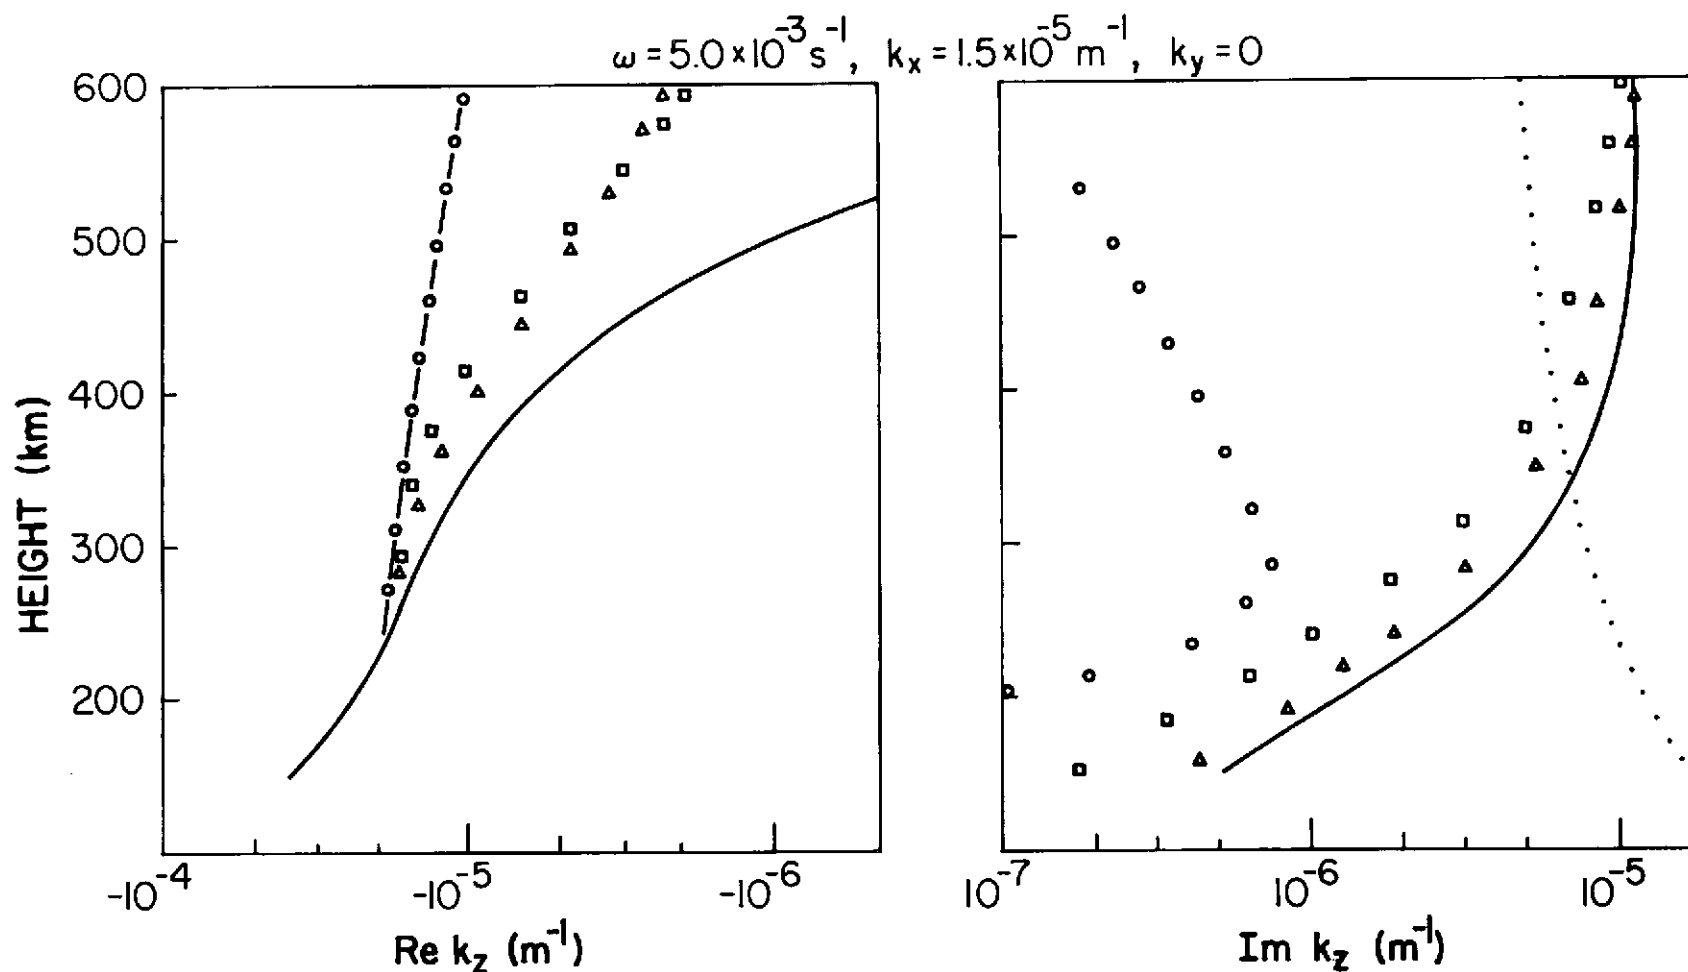 ω = 5.0×10⁻³ s⁻¹, kₓ = 1.5×10⁻⁵ m⁻¹, k_y = 0
600
500
400
300
200
HEIGHT (km)
-10⁻⁴ -10⁻⁵ -10⁻⁶
10⁻⁷ 10⁻⁶ 10⁻⁵
Re k_z (m⁻¹)
Im k_z (m⁻¹)